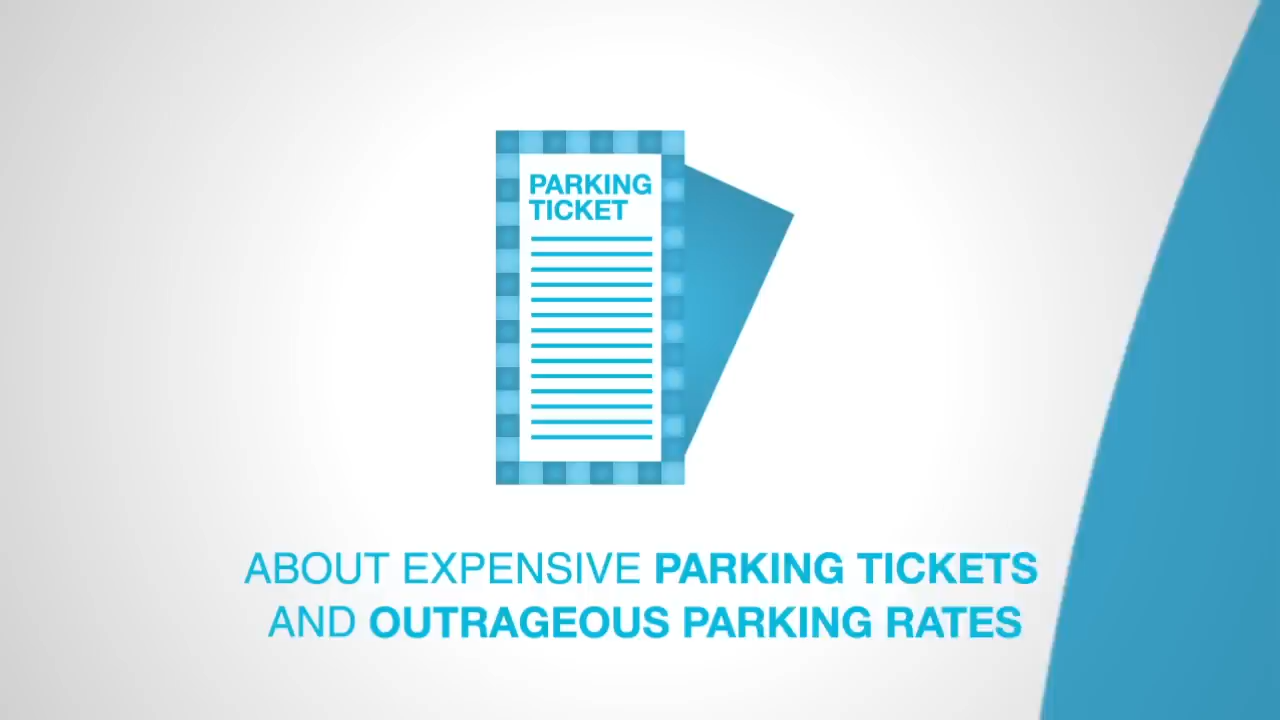 PARKING
TICKET
ABOUT EXPENSIVE PARKING TICKETS
AND OUTRAGEOUS PARKING RATES